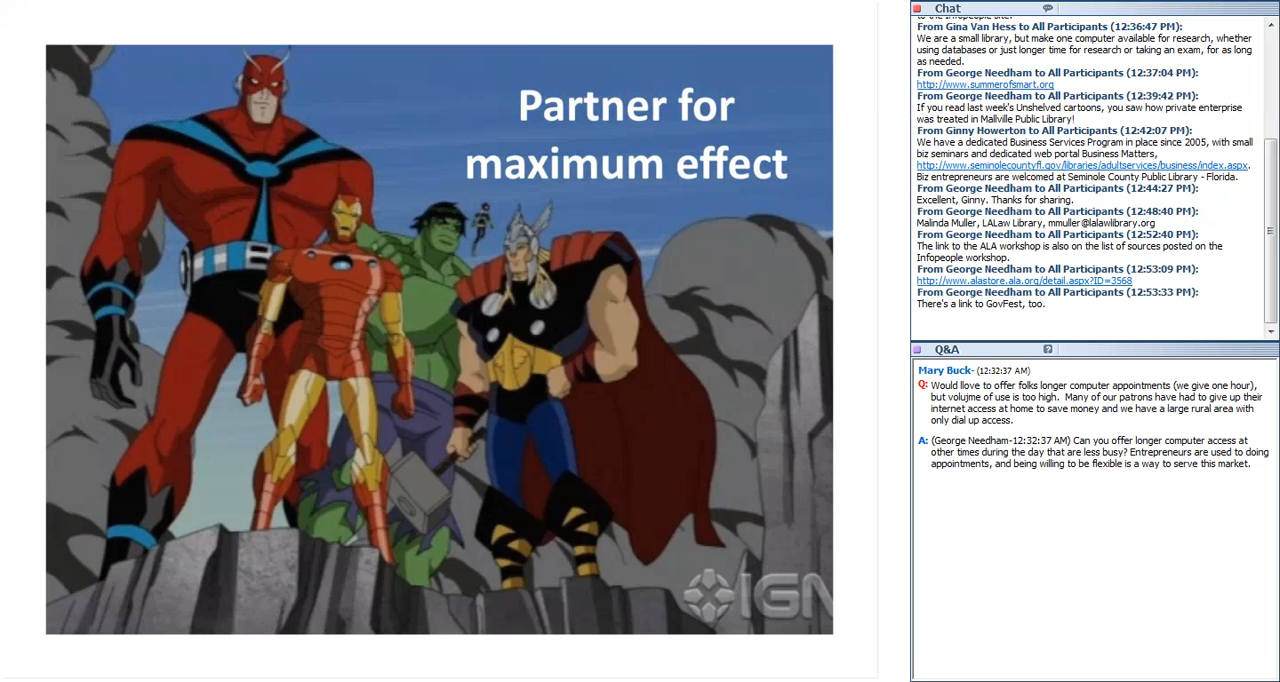 Partner for
maximum effect
IGN
Chat
to the Infopeople site.
From Gina Van Hess to All Participants (12:36:47 PM):
We are a small library, but make one computer available for research, whether
using databases or just longer time for research or taking an exam, for as long
as needed.
From George Needham to All Participants (12:37:04 PM):
http://www.summerofsmart.org
From George Needham to All Participants (12:39:42 PM):
If you read last week's Unshelved cartoons, you saw how private enterprise
was treated in Mallville Public Library!
From Ginny Howerton to All Participants (12:42:07 PM):
We have a dedicated Business Services Program in place since 2005, with small
biz seminars and dedicated web portal Business Matters,
http://www.seminolecountyfl.gov/libraries/adultservices/business/index.aspx.
Biz entrepreneurs are welcomed at Seminole County Public Library - Florida.
From George Needham to All Participants (12:44:27 PM):
Excellent, Ginny. Thanks for sharing.
From George Needham to All Participants (12:48:40 PM):
Malinda Muller, LALaw Library, mmuller@lalawlibrary.org
From George Needham to All Participants (12:52:40 PM):
The link to the ALA workshop is also on the list of sources posted on the
Infopeople workshop.
From George Needham to All Participants (12:53:09 PM):
http://www.alastore.ala.org/detail.aspx?ID=3568
From George Needham to All Participants (12:53:33 PM):
There's a link to GovFest, too.
Q&A
Mary Buck- (12:32:37 AM)
Q: Would llove to offer folks longer computer appointments (we give one hour),
but volujme of use is too high. Many of our patrons have had to give up their
internet access at home to save money and we have a large rural area with
only dial up access.
A: (George Needham-12:32:37 AM) Can you offer longer computer access at
other times during the day that are less busy? Entrepreneurs are used to doing
appointments, and being willing to be flexible is a way to serve this market.